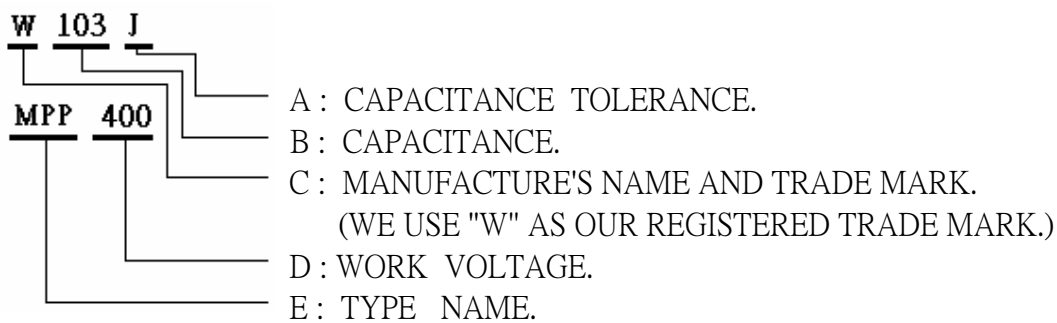 W 103 J
A : CAPACITANCE TOLERANCE.
MPP 400
B : CAPACITANCE.
C : MANUFACTURE'S NAME AND TRADE MARK.
(WE USE "W" AS OUR REGISTERED TRADE MARK.)
D : WORK VOLTAGE.
E : TYPE NAME.